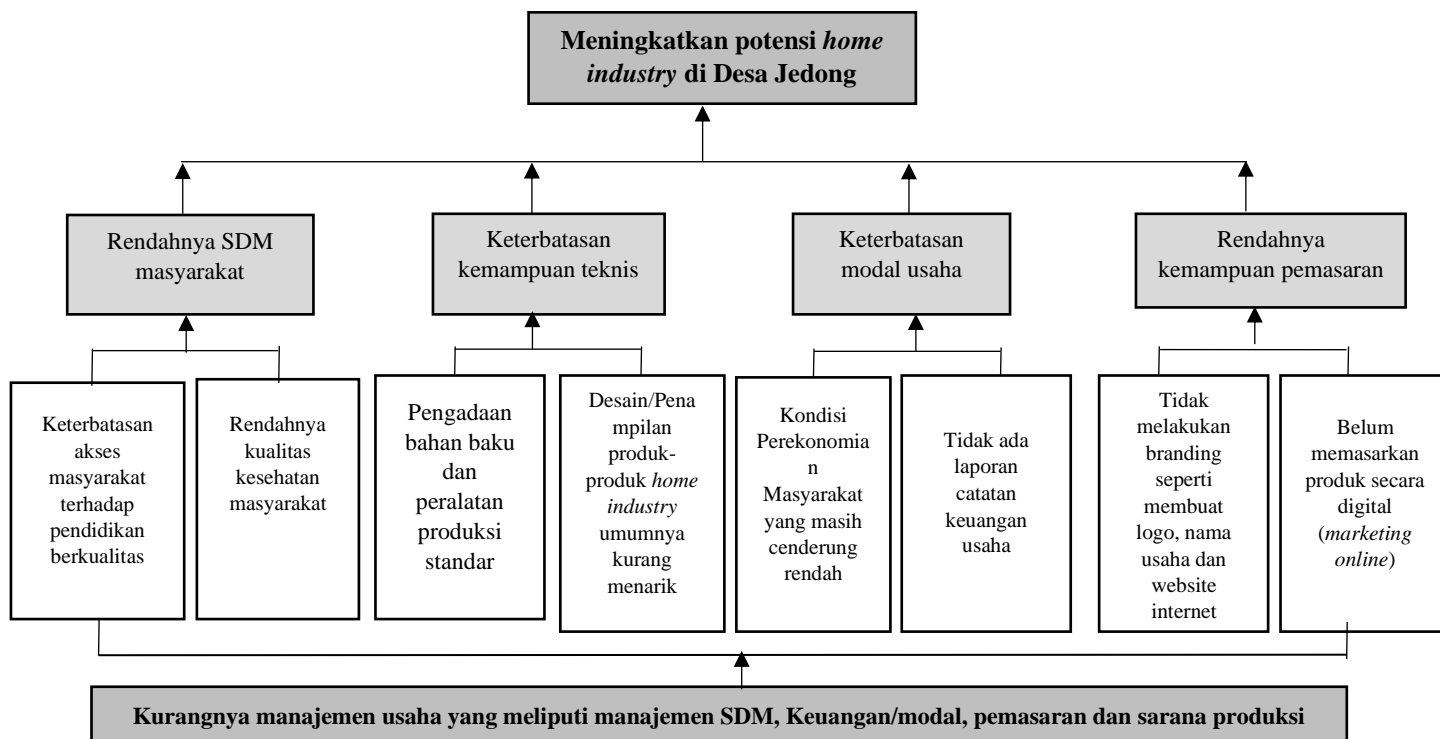 Meningkatkan potensi home
industry di Desa Jedong
Rendahnya SDM
masyarakat
Keterbatasan
kemampuan teknis
Keterbatasan
modal usaha
Rendahnya
kemampuan pemasaran
Keterbatasan
akses
masyarakat
terhadap
pendidikan
berkualitas
Rendahnya
kualitas
kesehatan
masyarakat
Pengadaan
bahan baku
dan
peralatan
produksi
standar
Desain/Pena
mpilan
produk-
produk home
industry
umumnya
kurang
menarik
Kondisi
Perekonomia
n
Masyarakat
yang masih
cenderung
rendah
Tidak ada
laporan
catatan
keuangan
usaha
Tidak
melakukan
branding
seperti
membuat
logo, nama
usaha dan
website
internet
Belum
memasarkan
produk secara
digital
(marketing
online)
Kurangnya manajemen usaha yang meliputi manajemen SDM, Keuangan/modal, pemasaran dan sarana produksi